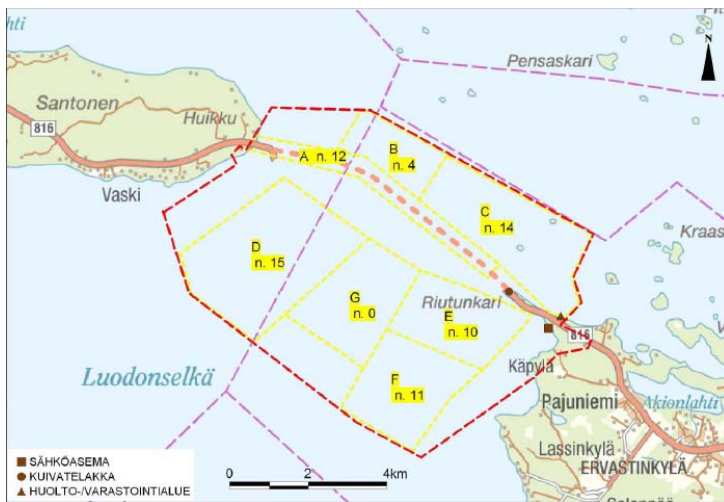 hti
Pensaskari
N
Santonen
Huikku
816
Vaski
A n. 12
B
n. 4
C
n. 14
Kraas
D
n. 15
G
n. 0
Riutunkari
E
n. 10
816
Käpylä
Luodonselkä
F
n. 11
Pajuniemi
Akionlahti
Lassinkylä
ERVASTINKYLÄ
SÄHKÖASEMA
KUIVATELAKKA
HUOLTO-/VARASTOINTIALUE
0 2 4km